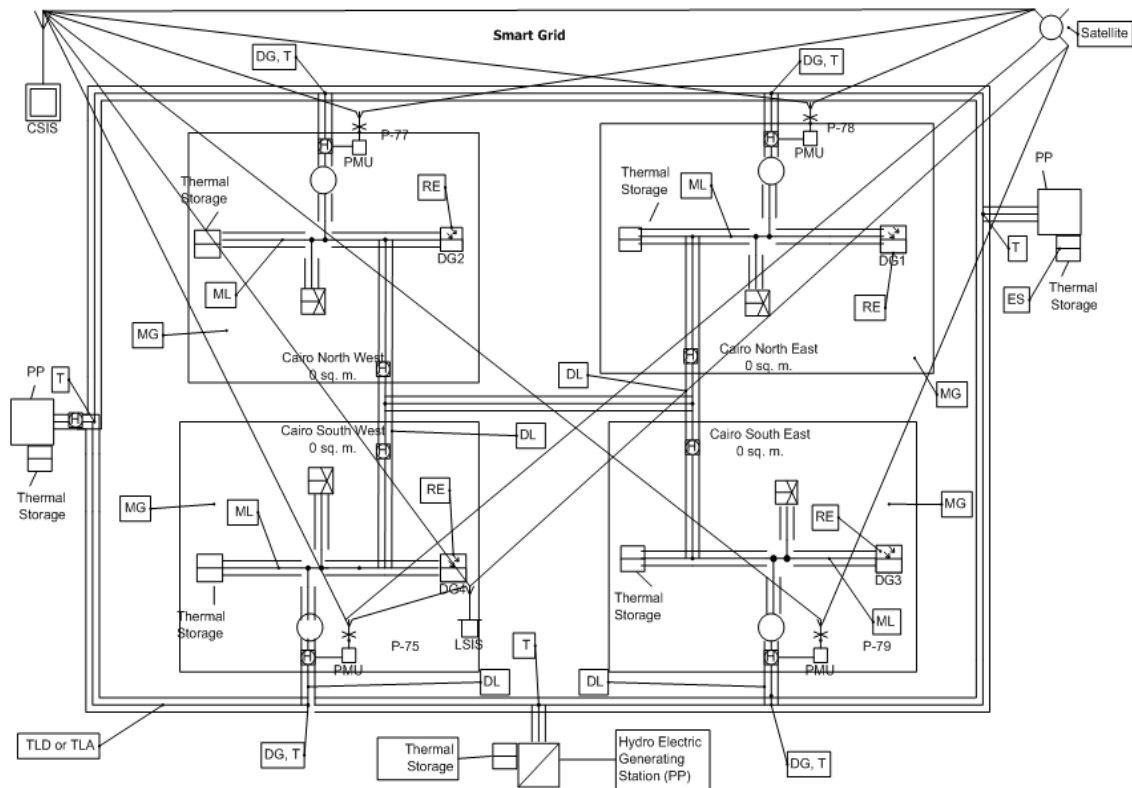 Smart Grid
Satellite
DG, T
DG, T
CSIS
P-77
P-78
PMU
PMU
Thermal
Storage
RE
Thermal
Storage
ML
PP
DG2
DG1
T
ML
RE
ES
Thermal
Storage
MG
Cairo North West
0 sq. m.
Cairo North East
0 sq. m.
DL
MG
PP
T
Cairo South West
0 sq. m.
DL
Cairo South East
0 sq. m.
Thermal
Storage
MG
ML
RE
RE
MG
DG4
DG3
Thermal
Storage
Thermal
Storage
ML
P-75
LSIS
P-79
PMU
T
PMU
DL
DL
TLD or TLA
DG, T
Thermal
Storage
Hydro Electric
Generating
Station (PP)
DG, T
H
H
H
H
H
H
H
H
H